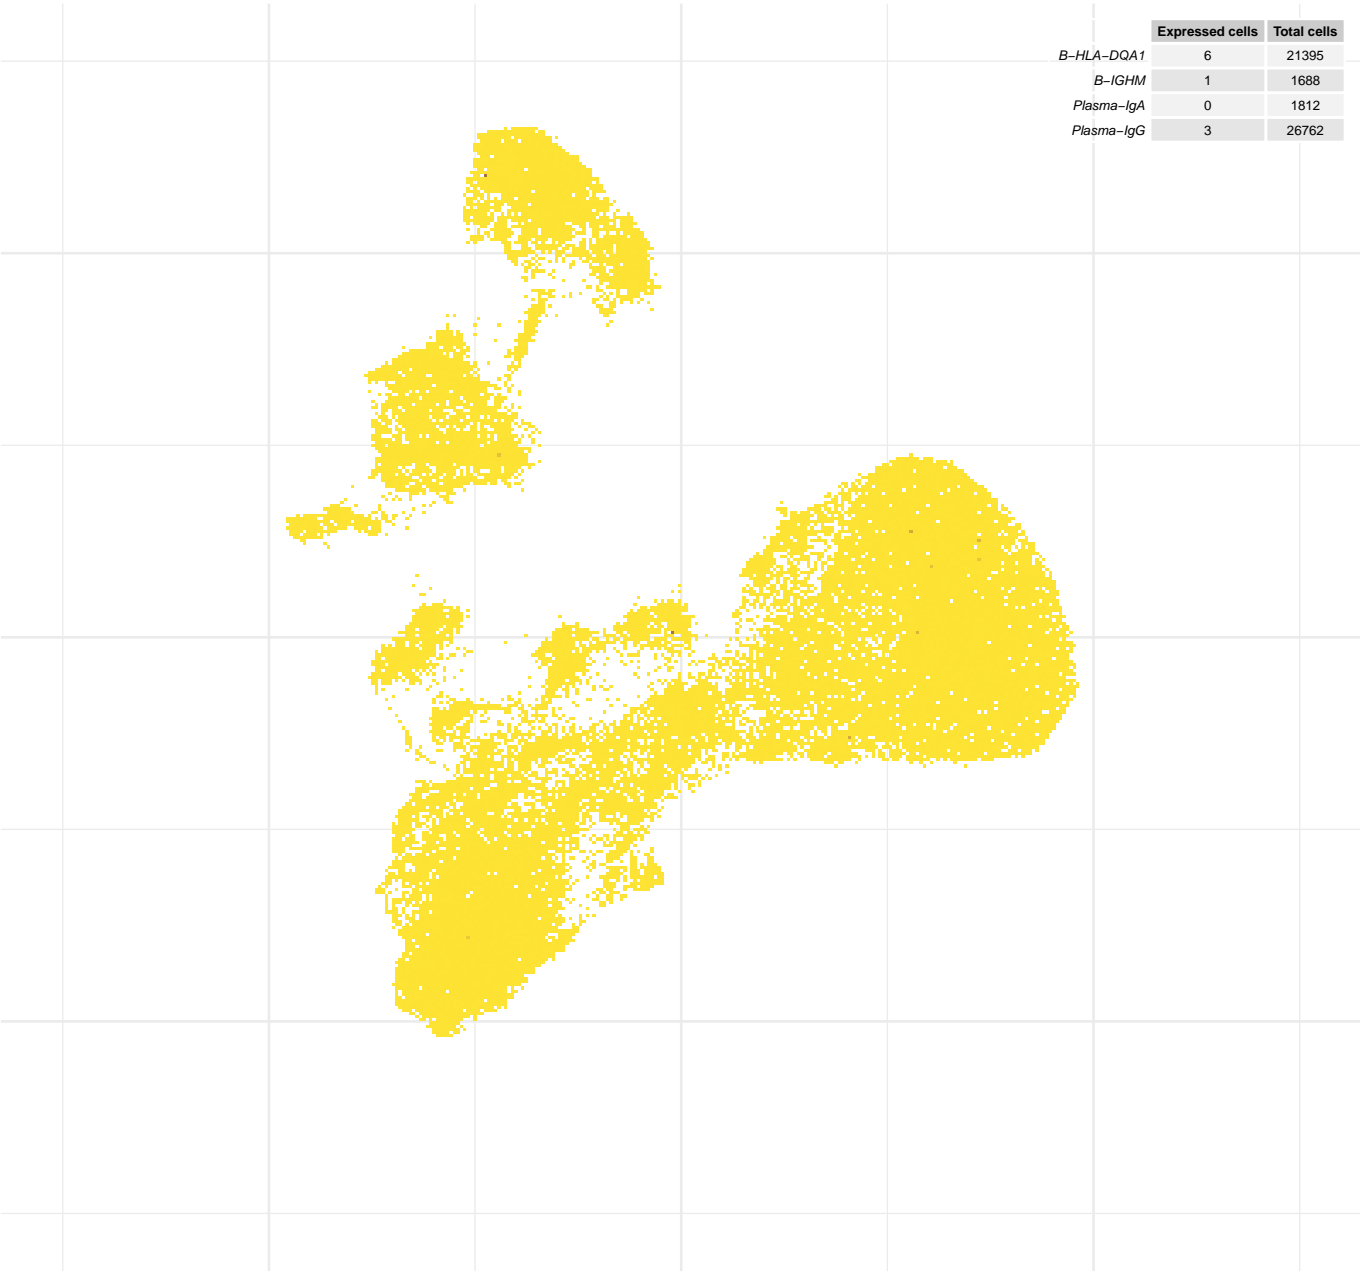 Expressed cells Total cells
B−HLA−DQA1 6 21395
B−IGHM 1 1688
Plasma−IgA 0 1812
Plasma−IgG 3 26762